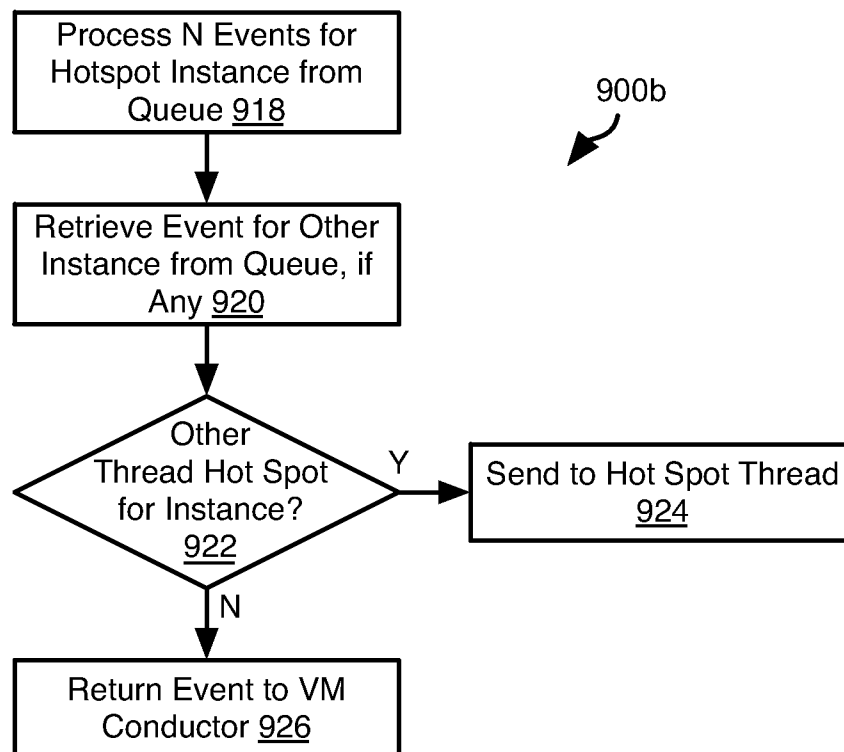 Process N Events for
Hotspot Instance from
Queue 918
900b
Retrieve Event for Other
Instance from Queue, if
Any 920
Other
Thread Hot Spot
for Instance?
922
Y
Send to Hot Spot Thread
924
N
Return Event to VM
Conductor 926